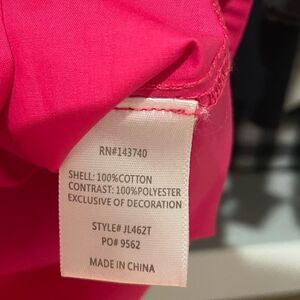 RN#143740
SHELL: 100%COTTON
CONTRAST: 100%POLYESTER
EXCLUSIVE OF DECORATION
STYLE# JL462T
PO# 9562
MADE IN CHINA